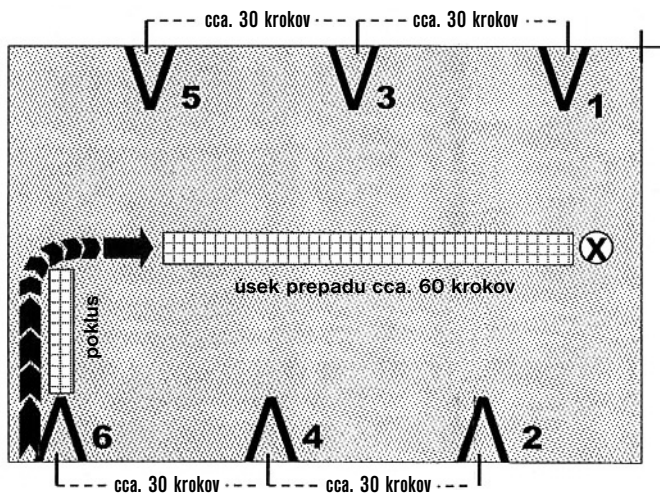 cca. 30 krokov cca. 30 krokov
5 3 1
X
úsek prepadu cca. 60 krokov
poklus
6 4 2
cca. 30 krokov cca. 30 krokov